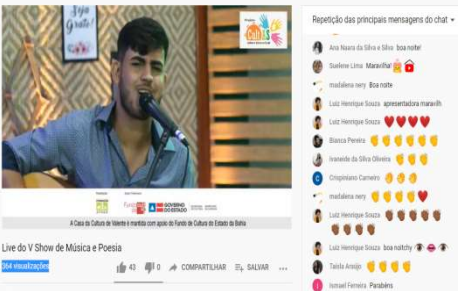 Seja
Grato!
Cultas
GOVERNO
DO ESTADO
A Casa da Cultura de Valente é mantida com apoio do Fundo de Cultura do Estado da Bahia
Live do V Show de Música e Poesia
364 visualizações
43
0
COMPARTILHAR
SALVAR
...
Repetição das principais mensagens do chat
Ana Naara da Silva e Silva boa noite!
Suelene Lima Maravilha!
madalena nery Boa noite
Luiz Henrique Souza apresentadora maravilh
Luiz Henrique Souza
Bianca Pereira
Ivaneide da Silva Oliveira
C Crispiniano Carneiro
madalena nery
Luiz Henrique Souza
Luiz Henrique Souza boa noitchy
Taisla Araújo
I Ismael Ferreira Parabéns